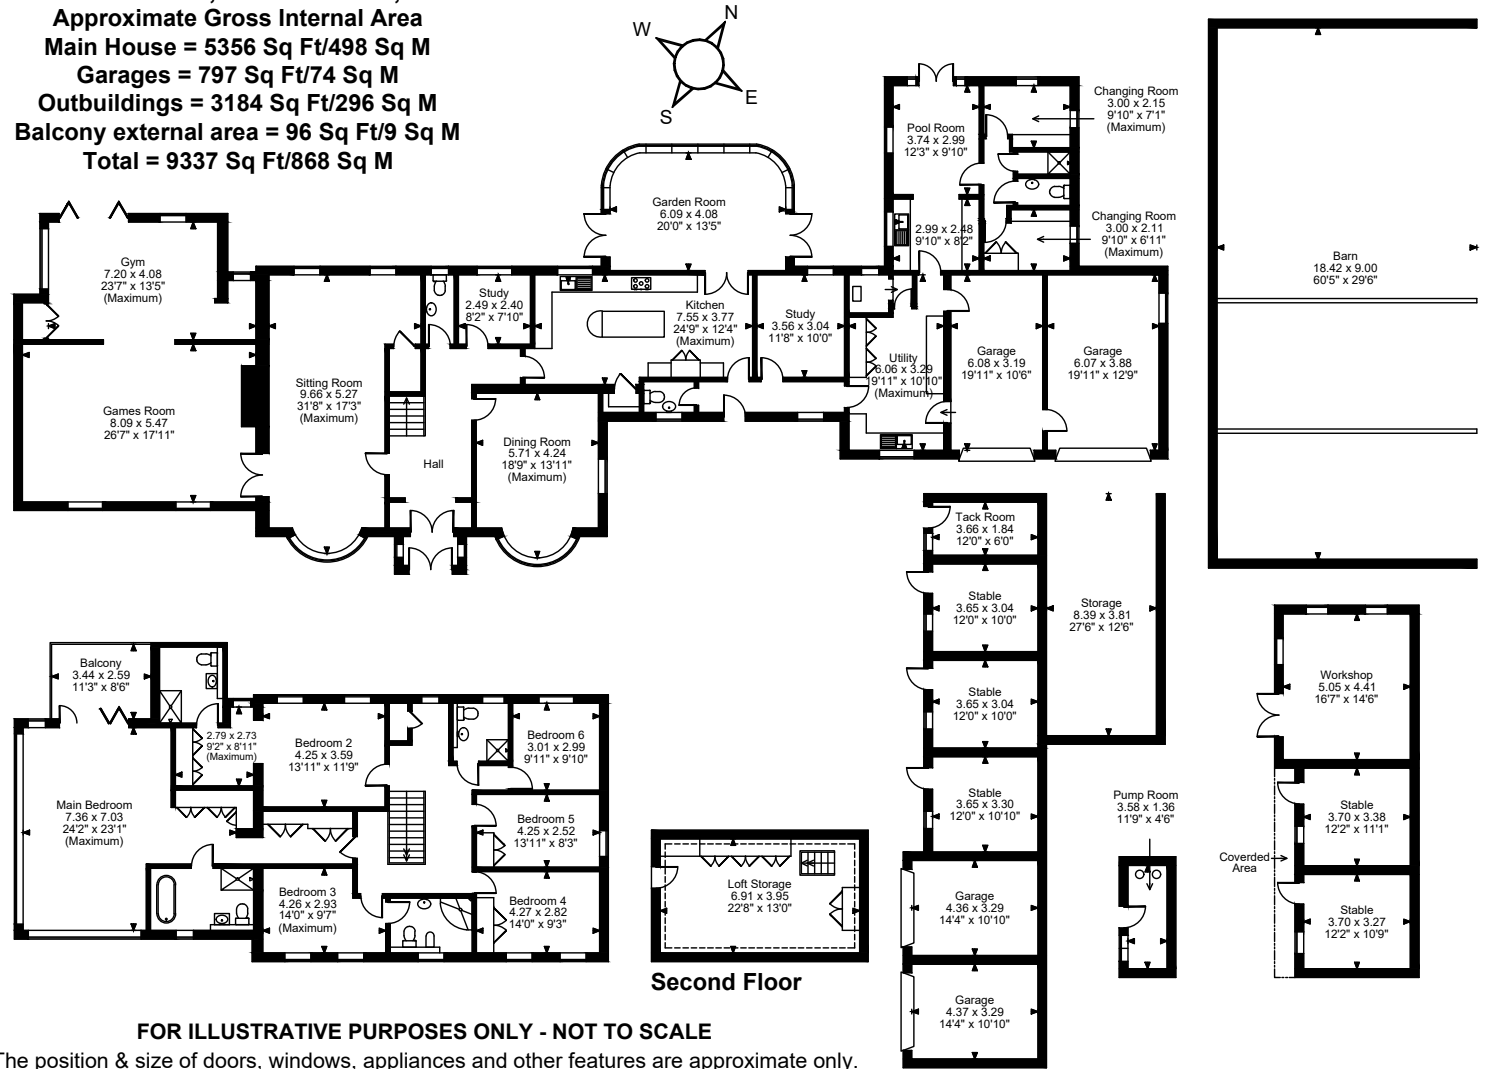 Approximate Gross Internal Area
Main House = 5356 Sq Ft/498 Sq M
Garages = 797 Sq Ft/74 Sq M
Outbuildings = 3184 Sq Ft/296 Sq M
Balcony external area = 96 Sq Ft/9 Sq M
Total = 9337 Sq Ft/868 Sq M
N
W
E
S
Gym
7.20 x 4.08
23'7" x 13'5"
(Maximum)
Games Room
8.09 x 5.47
26'7" x 17'11"
Sitting Room
9.66 x 5.27
31'8" x 17'3"
(Maximum)
Study
2.49 x 2.40
8'2" x 7'10"
Hall
Dining Room
5.71 x 4.24
18'9" x 13'11"
(Maximum)
Garden Room
6.09 x 4.08
20'0" x 13'5"
Kitchen
7.55 x 3.77
24'9" x 12'4"
(Maximum)
Study
3.56 x 3.04
11'8" x 10'0"
Utility
6.06 x 3.29
19'11" x 10'10"
(Maximum)
Pool Room
3.74 x 2.99
12'3" x 9'10"
2.99 x 2.48
9'10" x 8'2"
Changing Room
3.00 x 2.15
9'10" x 7'1"
(Maximum)
Changing Room
3.00 x 2.11
9'10" x 6'11"
(Maximum)
Garage
6.08 x 3.19
19'11" x 10'6"
Garage
6.07 x 3.88
19'11" x 12'9"
Barn
18.42 x 9.00
60'5" x 29'6"
Tack Room
3.66 x 1.84
12'0" x 6'0"
Stable
3.65 x 3.04
12'0" x 10'0"
Stable
3.65 x 3.04
12'0" x 10'0"
Stable
3.65 x 3.30
12'0" x 10'10"
Garage
4.36 x 3.29
14'4" x 10'10"
Garage
4.37 x 3.29
14'4" x 10'10"
Storage
8.39 x 3.81
27'6" x 12'6"
Pump Room
3.58 x 1.36
11'9" x 4'6"
Workshop
5.05 x 4.41
16'7" x 14'6"
Stable
3.70 x 3.38
12'2" x 11'1"
Coverded
Area
Stable
3.70 x 3.27
12'2" x 10'9"
Balcony
3.44 x 2.59
11'3" x 8'6"
2.79 x 2.73
9'2" x 8'11"
(Maximum)
Main Bedroom
7.36 x 7.03
24'2" x 23'1"
(Maximum)
Bedroom 2
4.25 x 3.59
13'11" x 11'9"
Bedroom 6
3.01 x 2.99
9'11" x 9'10"
Bedroom 5
4.25 x 2.52
13'11" x 8'3"
Bedroom 3
4.26 x 2.93
14'0" x 9'7"
(Maximum)
Bedroom 4
4.27 x 2.82
14'0" x 9'3"
Loft Storage
6.91 x 3.95
22'8" x 13'0"
Second Floor
FOR ILLUSTRATIVE PURPOSES ONLY - NOT TO SCALE
The position & size of doors, windows, appliances and other features are approximate only.